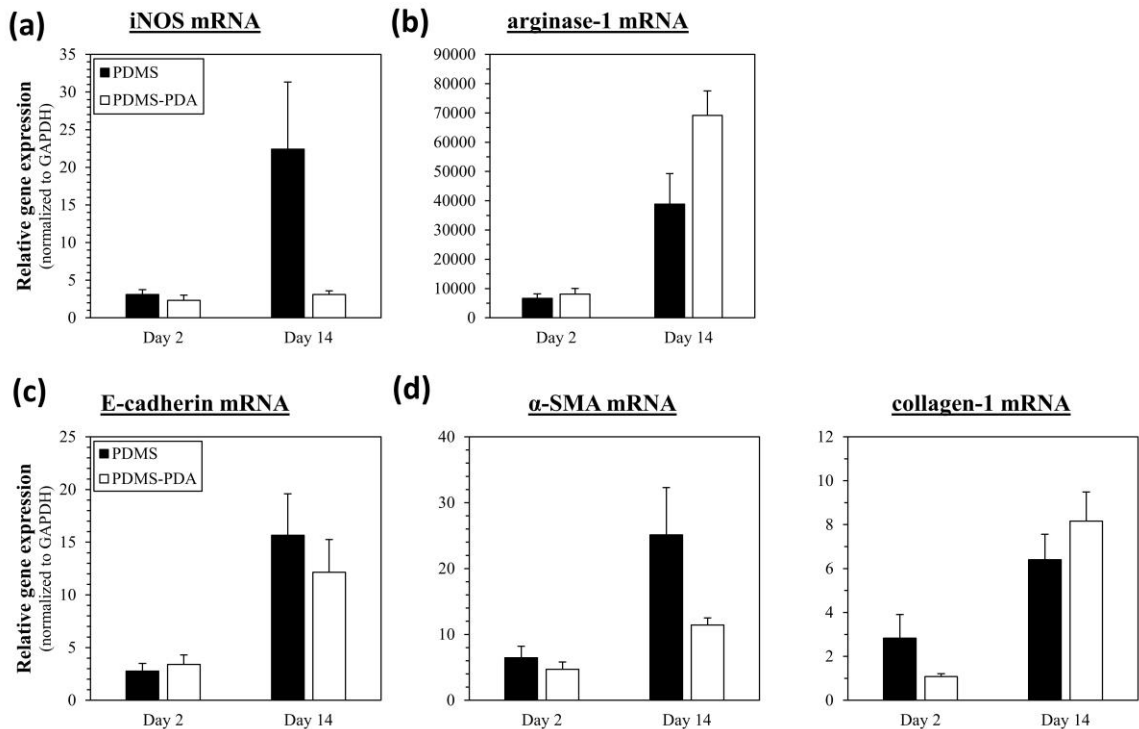 (a)
iNOS mRNA
Relative gene expression
(normalized to GAPDH)
35
30
25
20
15
10
5
0
PDMS
PDMS-PDA
Day 2
Day 14
(b)
arginase-1 mRNA
90000
80000
70000
60000
50000
40000
30000
20000
10000
0
Day 2
Day 14
(c)
E-cadherin mRNA
Relative gene expression
(normalized to GAPDH)
25
20
15
10
5
0
PDMS
PDMS-PDA
Day 2
Day 14
(d)
α-SMA mRNA
40
30
20
10
0
Day 2
Day 14
collagen-1 mRNA
12
10
8
6
4
2
0
Day 2
Day 14